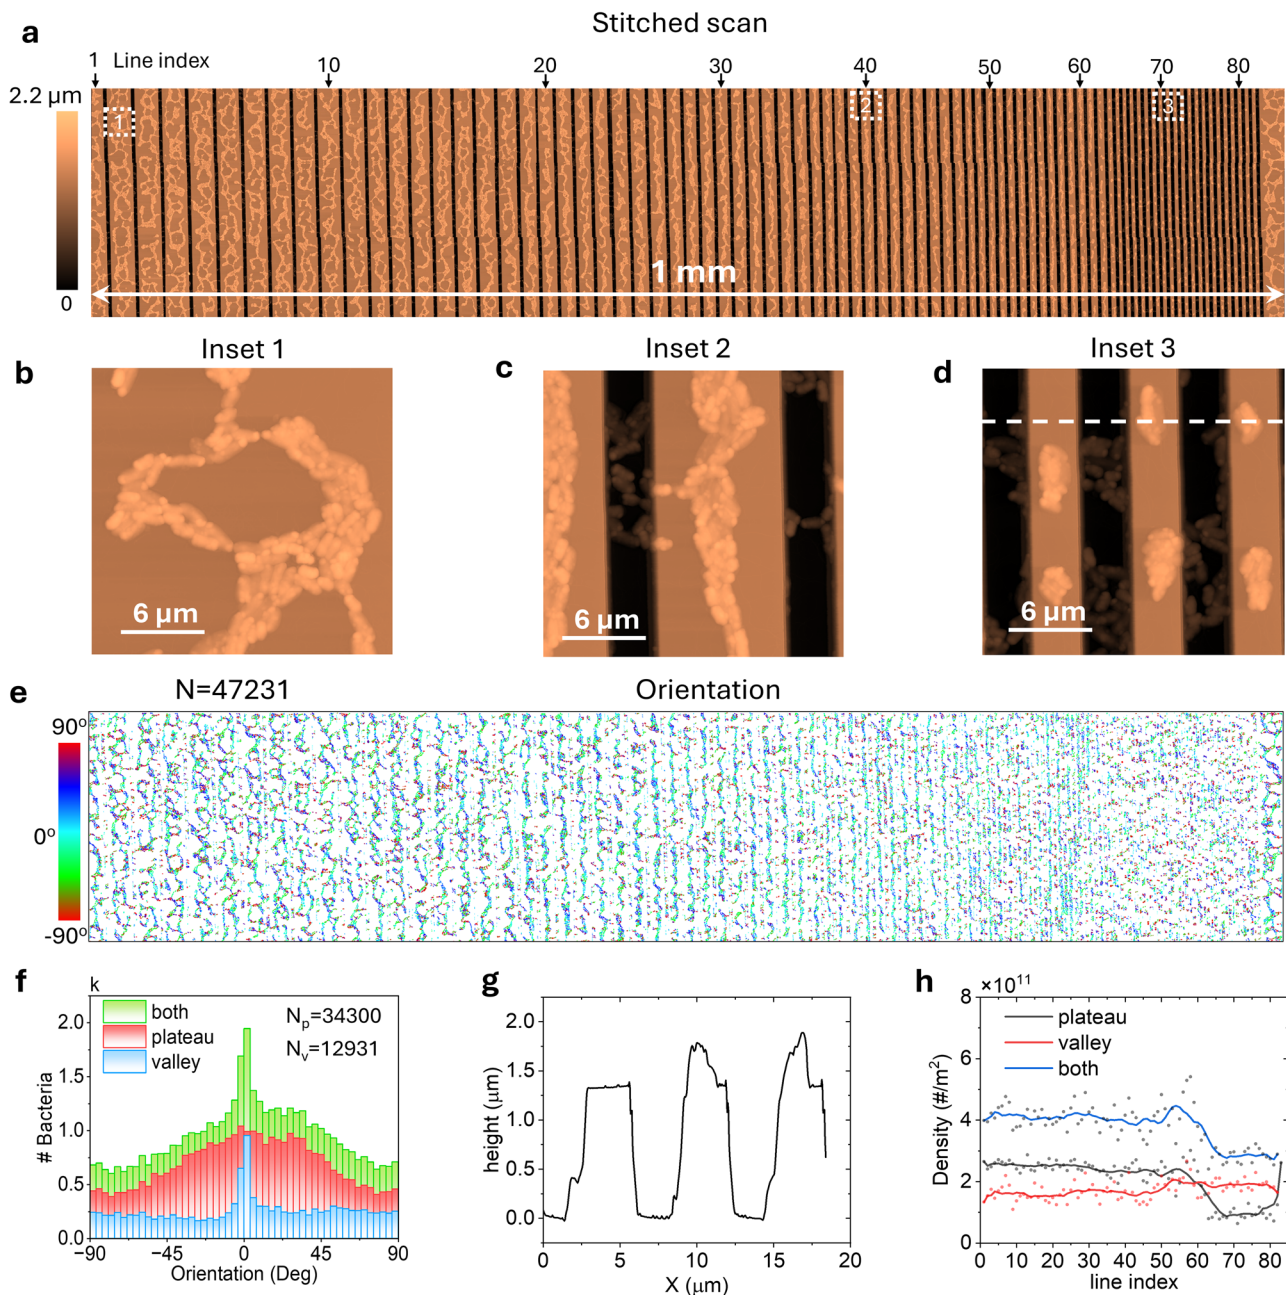 Stitched scan
a
1 Line index 10 20 30 40 50 60 70 80
2.2 μm
0
1
2
3
1 mm
Inset 1
b
6 μm
Inset 2
c
6 μm
Inset 3
d
6 μm
e
N=47231
Orientation
90°
0°
-90°
f
k
both
plateau
valley
Np=34300
Nv=12931
# Bacteria
2.0
1.5
1.0
0.5
0.0
−90 −45 0 45 90
Orientation (Deg)
g
height (μm)
2.0
1.5
1.0
0.5
0.0
0 5 10 15 20
X (μm)
h
×10¹¹
plateau
valley
both
Density (#/m²)
8
6
4
2
0
0 10 20 30 40 50 60 70 80
line index